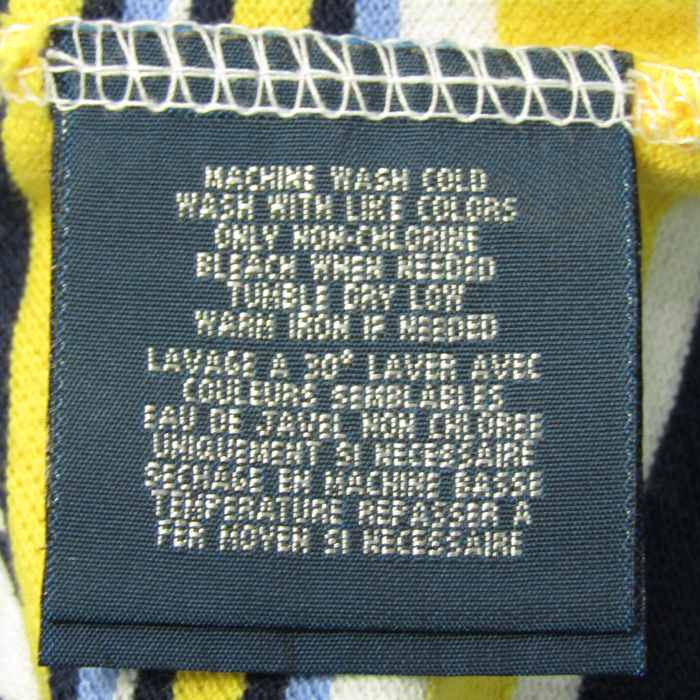 MACHINE WASH COLD
WASH WITH LIKE COLORS
ONLY NON-CHLORINE
BLEACH WHEN NEEDED
TUMBLE DRY LOW
WARM IRON IF NEEDED
LAVAGE A 30° LAVER AVEC
COULEURS SEMBLABLES
EAU DE JAVEL NON CHLOREE
UNIQUEMENT SI NECESSAIRE
SECHAGE EN MACHINE BASSE
TEMPERATURE REPASSER A
FER MOYEN SI NECESSAIRE